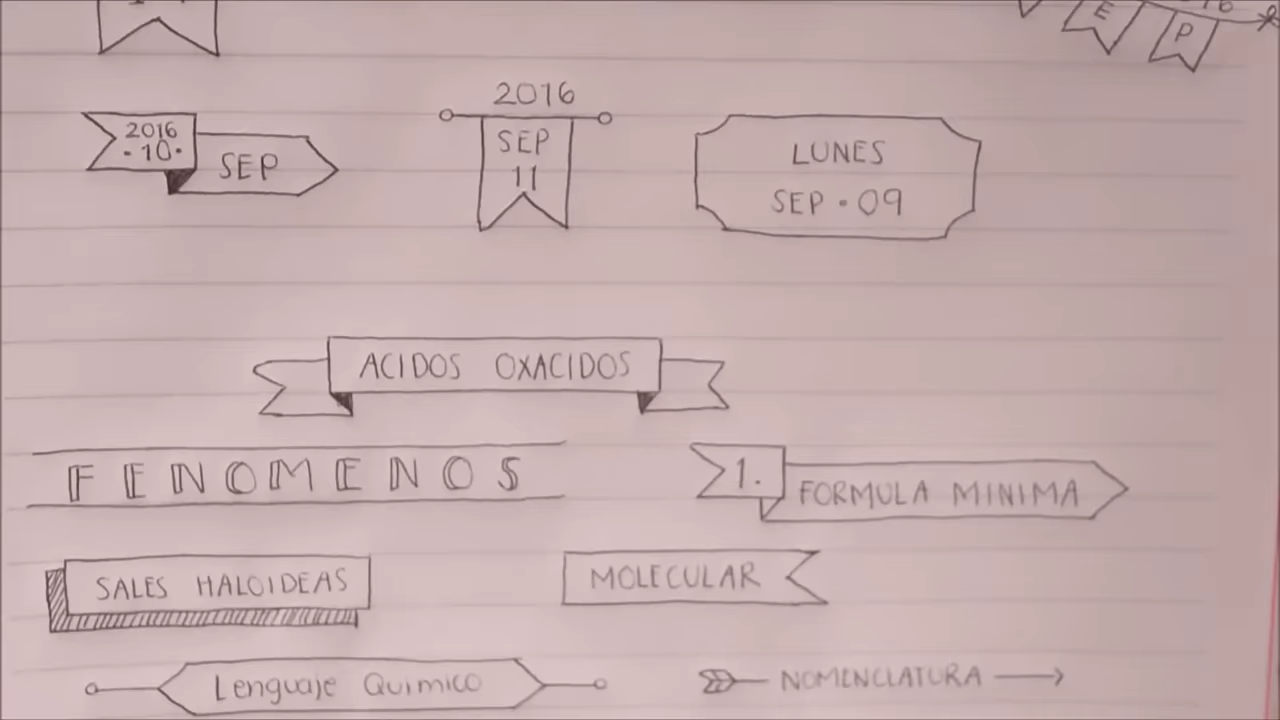 E P
2016
·10·
SEP
2016
SEP
11
LUNES
SEP · 09
ACIDOS OXACIDOS
FENOMENOS
1. FORMULA MINIMA
SALES HALOIDEAS
MOLECULAR
Lenguaje Quimico
NOMENCLATURA